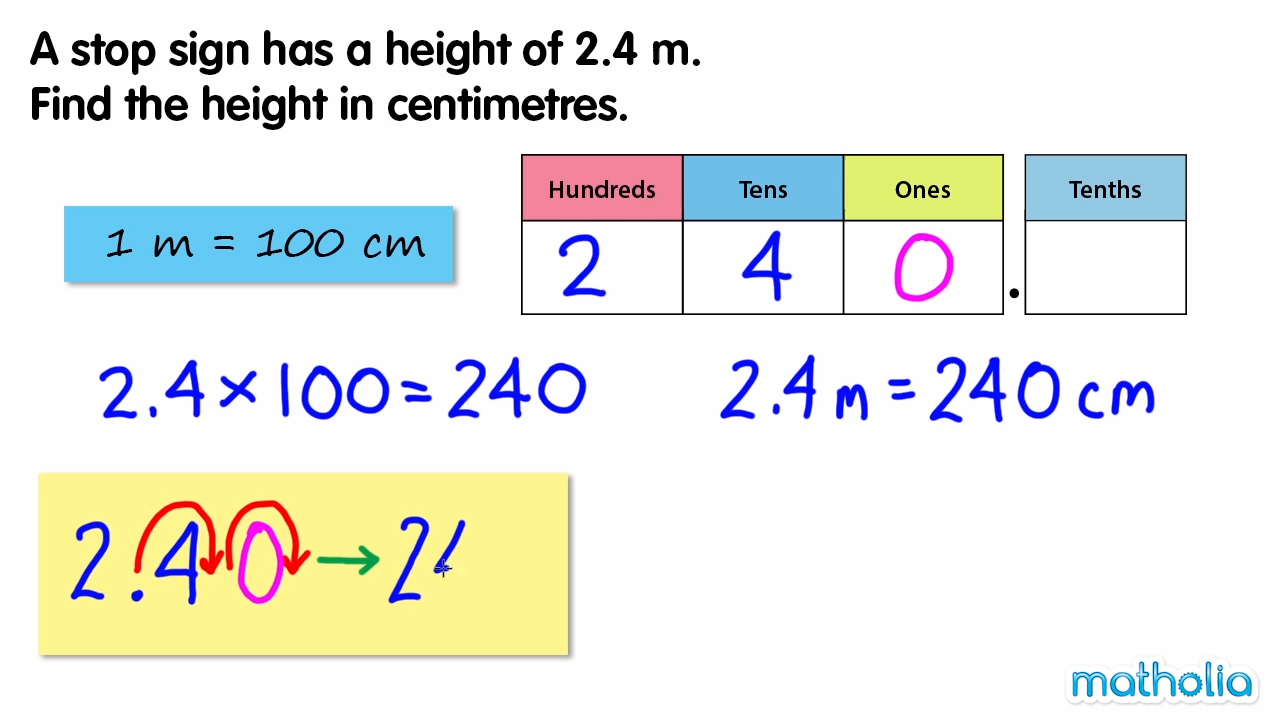 A stop sign has a height of 2.4 m.
Find the height in centimetres.
1 m = 100 cm
Hundreds Tens Ones Tenths
2 4 0 .
2.4 × 100 = 240
2.4 m = 240 cm
2.40 → 2
matholia